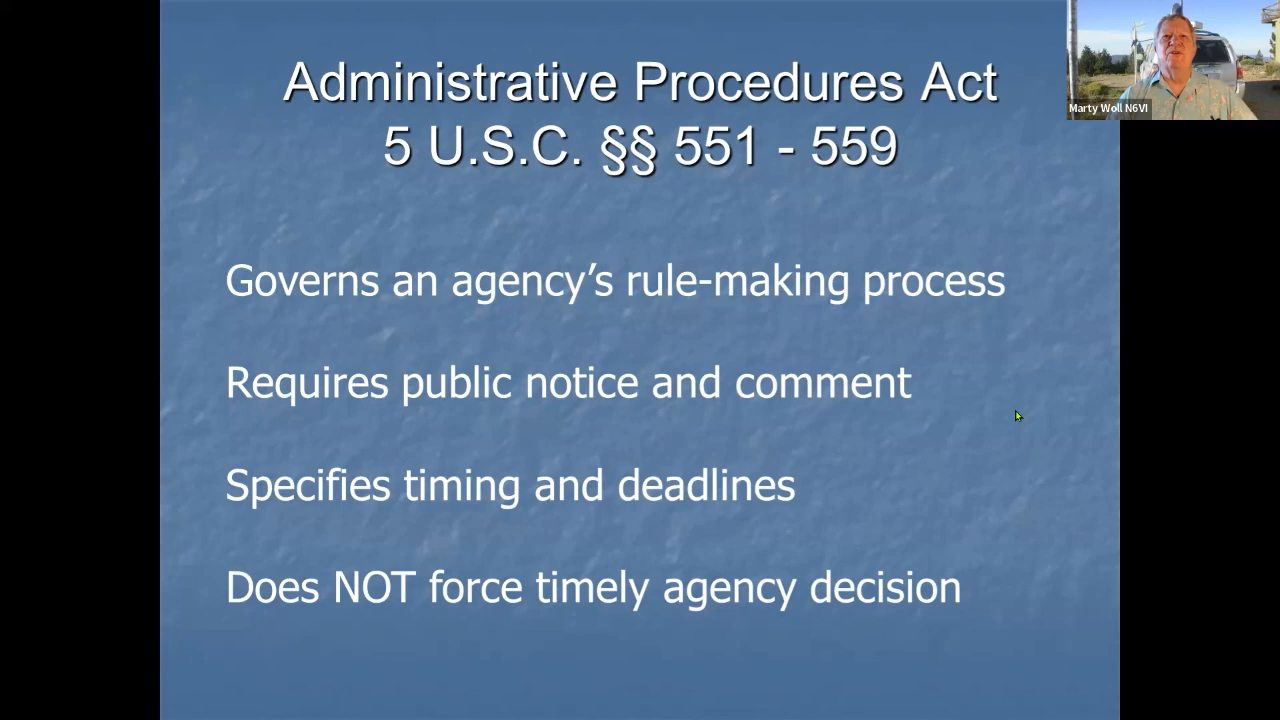 Administrative Procedures Act
5 U.S.C. §§ 551 - 559
Marty Woll N6VI
Governs an agency’s rule-making process
Requires public notice and comment
Specifies timing and deadlines
Does NOT force timely agency decision